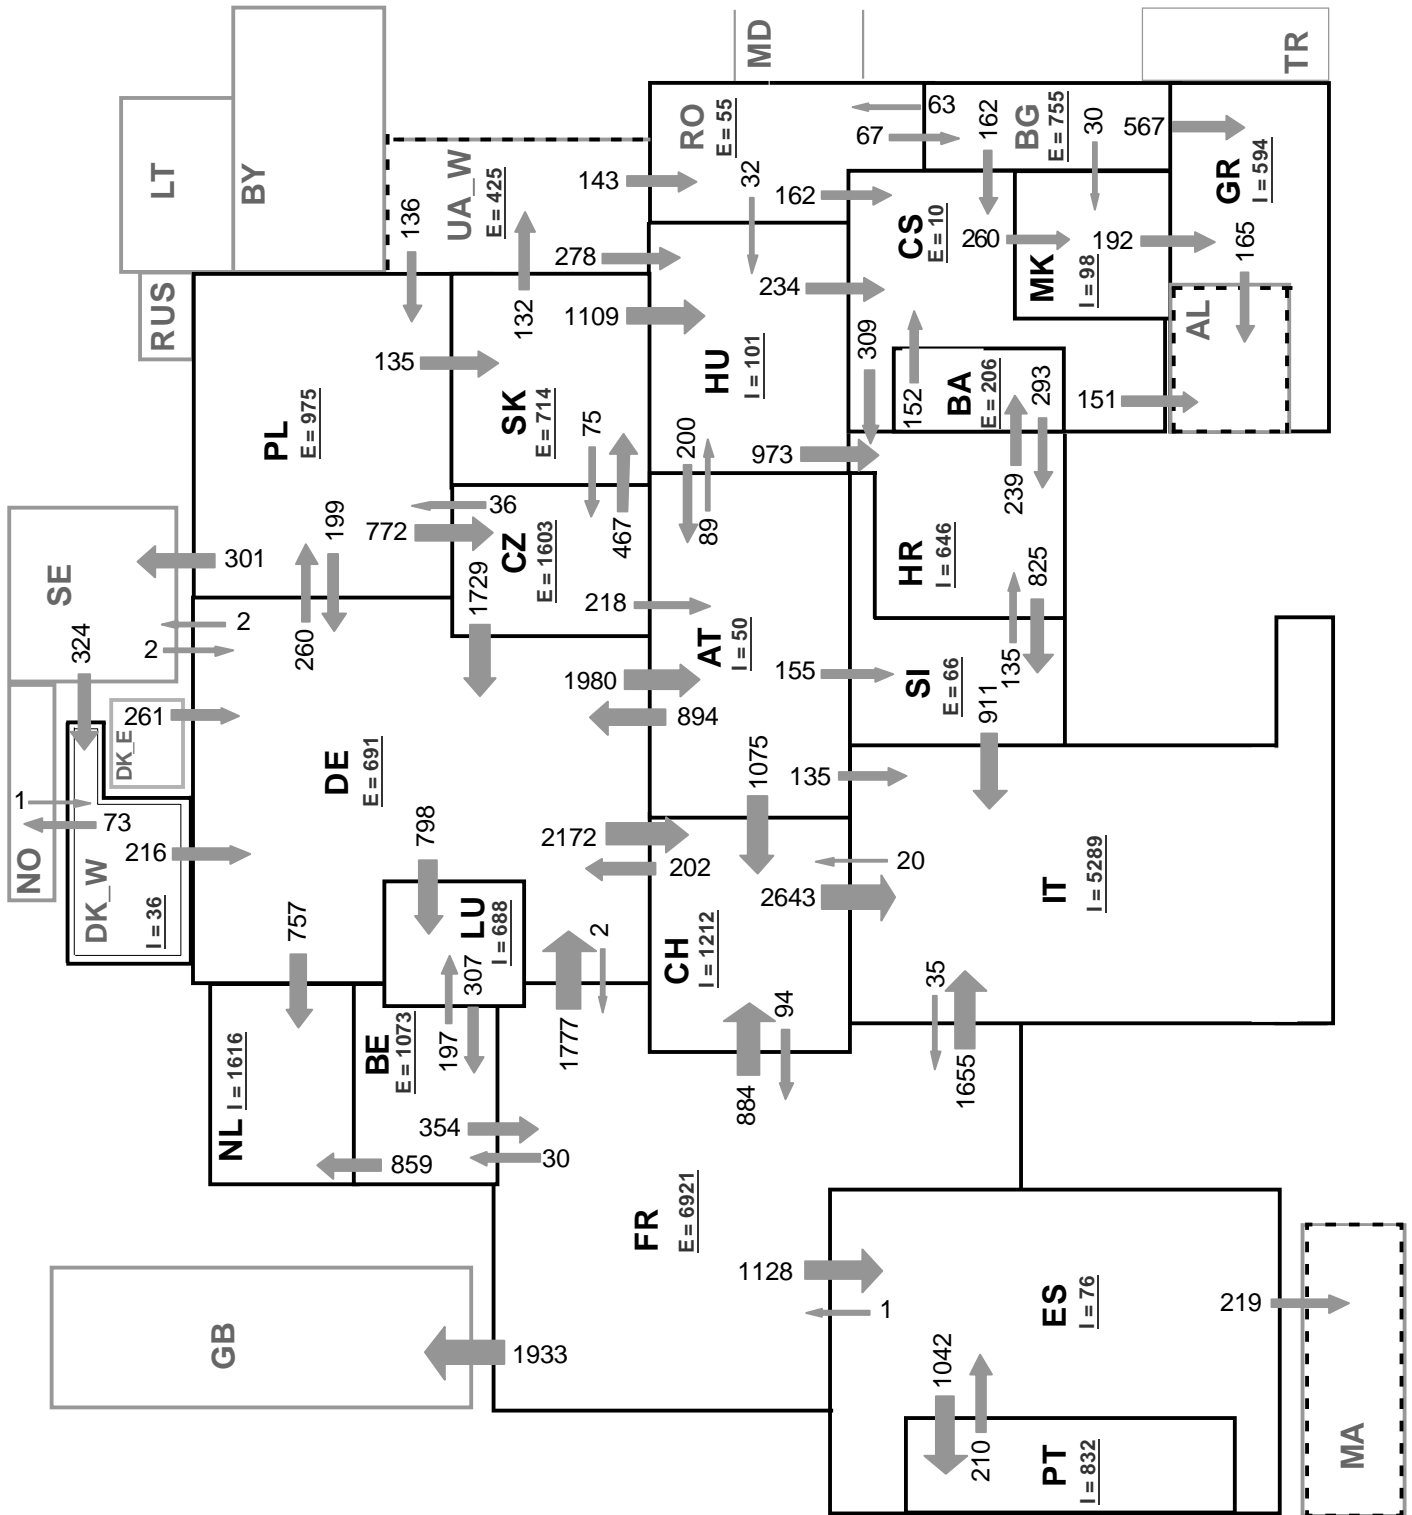 MD
TR
LT
BY
RO
E = 55
63
67
162
BG
E = 755
30
567
GR
I = 594
UA_W
E = 425
143
136
32
162
CS
E = 10
260
MK
I = 98
192
165
278
132
RUS
1109
234
309
AL
135
HU
I = 101
152
BA
E = 206
293
151
PL
E = 975
SK
E = 714
75
200
973
239
36
772
467
89
199
CZ
E = 1603
HR
I = 646
825
SE
301
1729
218
2
2
260
324
AT
I = 50
155
SI
E = 66
135
911
1980
894
261
DK_E
DE
E = 691
1075
135
1
73
NO
216
DK_W
I = 36
798
2172
202
20
2643
IT
I = 5289
757
LU
I = 688
2
CH
I = 1212
307
197
1777
94
884
35
1655
NL
I = 1616
BE
E = 1073
354
30
859
FR
E = 6921
1128
1
ES
I = 76
219
GB
1933
1042
210
PT
I = 832
MA